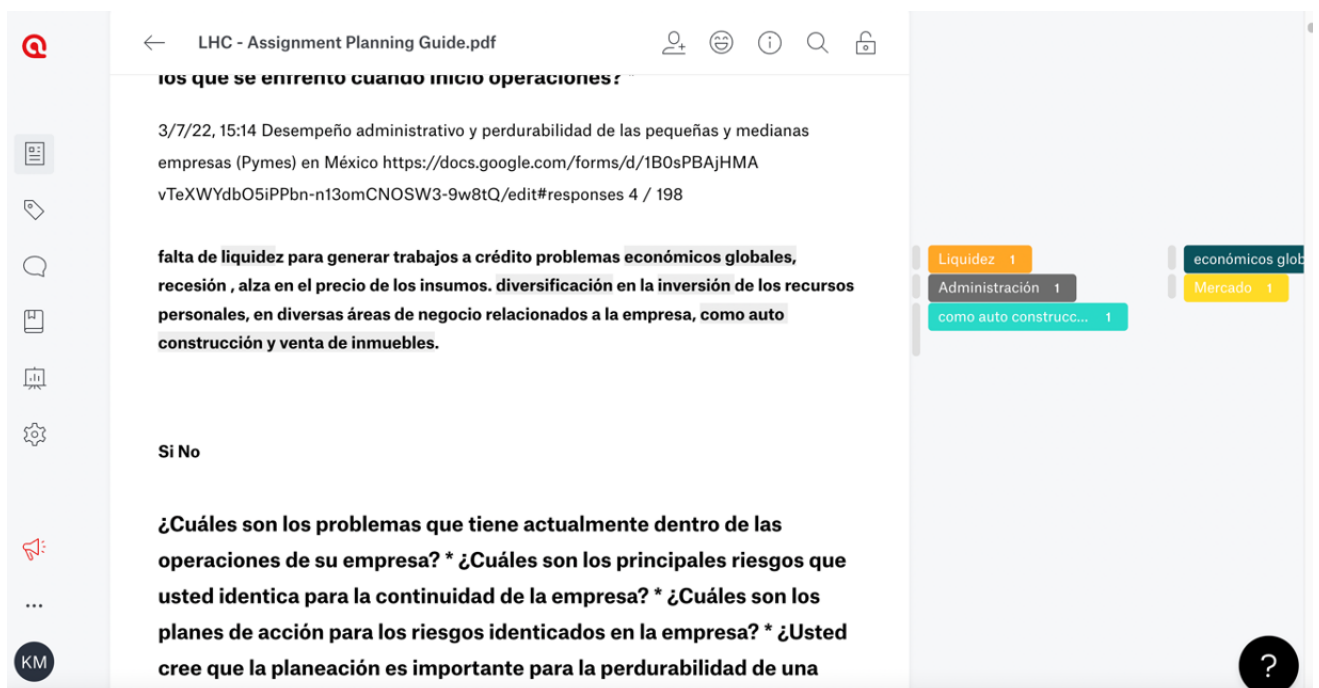 LHC - Assignment Planning Guide.pdf
los que se enfrentó cuando inició operaciones? *
3/7/22, 15:14 Desempeño administrativo y perdurabilidad de las pequeñas y medianas
empresas (Pymes) en México https://docs.google.com/forms/d/1B0sPBAjHMA
vTeXWYdbO5iPPbn-n13omCNOSW3-9w8tQ/edit#responses 4 / 198
falta de liquidez para generar trabajos a crédito problemas económicos globales,
recesión , alza en el precio de los insumos. diversificación en la inversión de los recursos
personales, en diversas áreas de negocio relacionados a la empresa, como auto
construcción y venta de inmuebles.
Liquidez 1
económicos glob
Administración 1
Mercado 1
como auto construcc... 1
Si No
¿Cuáles son los problemas que tiene actualmente dentro de las
operaciones de su empresa? * ¿Cuáles son los principales riesgos que
usted identica para la continuidad de la empresa? * ¿Cuáles son los
planes de acción para los riesgos identicados en la empresa? * ¿Usted
cree que la planeación es importante para la perdurabilidad de una
KM
?